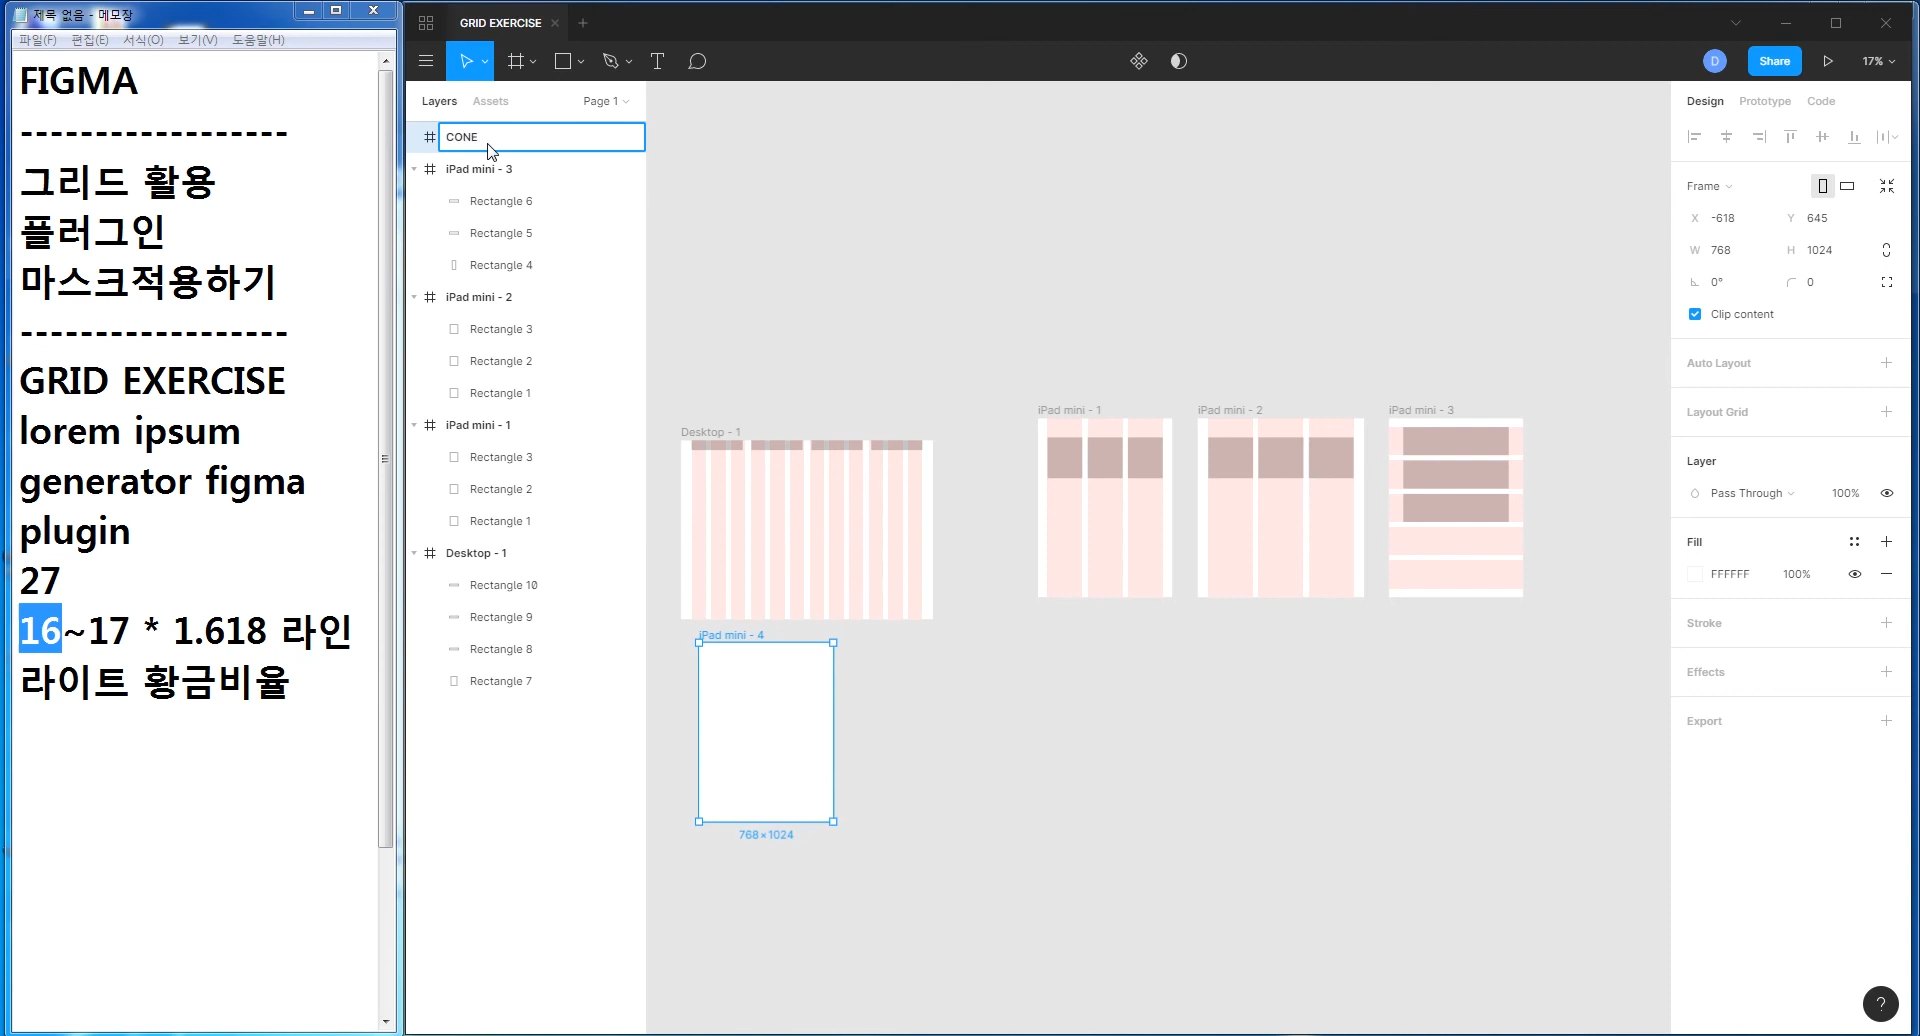 제목 없음 - 메모장
파일(F) 편집(E) 서식(O) 보기(V) 도움말(H)
FIGMA
------------------
그리드 활용
플러그인
마스크적용하기
------------------
GRID EXERCISE
lorem ipsum
generator figma
plugin
27
16~17 * 1.618 라인
라이트 황금비율
GRID EXERCISE
D
Share
17%
Layers Assets Page 1
CONE
iPad mini - 3
Rectangle 6
Rectangle 5
Rectangle 4
iPad mini - 2
Rectangle 3
Rectangle 2
Rectangle 1
iPad mini - 1
Rectangle 3
Rectangle 2
Rectangle 1
Desktop - 1
Rectangle 10
Rectangle 9
Rectangle 8
Rectangle 7
Desktop - 1
iPad mini - 1
iPad mini - 2
iPad mini - 3
iPad mini - 4
768 × 1024
Design Prototype Code
Frame
X -618 Y 645
W 768 H 1024
0° 0
Clip content
Auto Layout
Layout Grid
Layer
Pass Through 100%
Fill
FFFFFF 100%
Stroke
Effects
Export
?